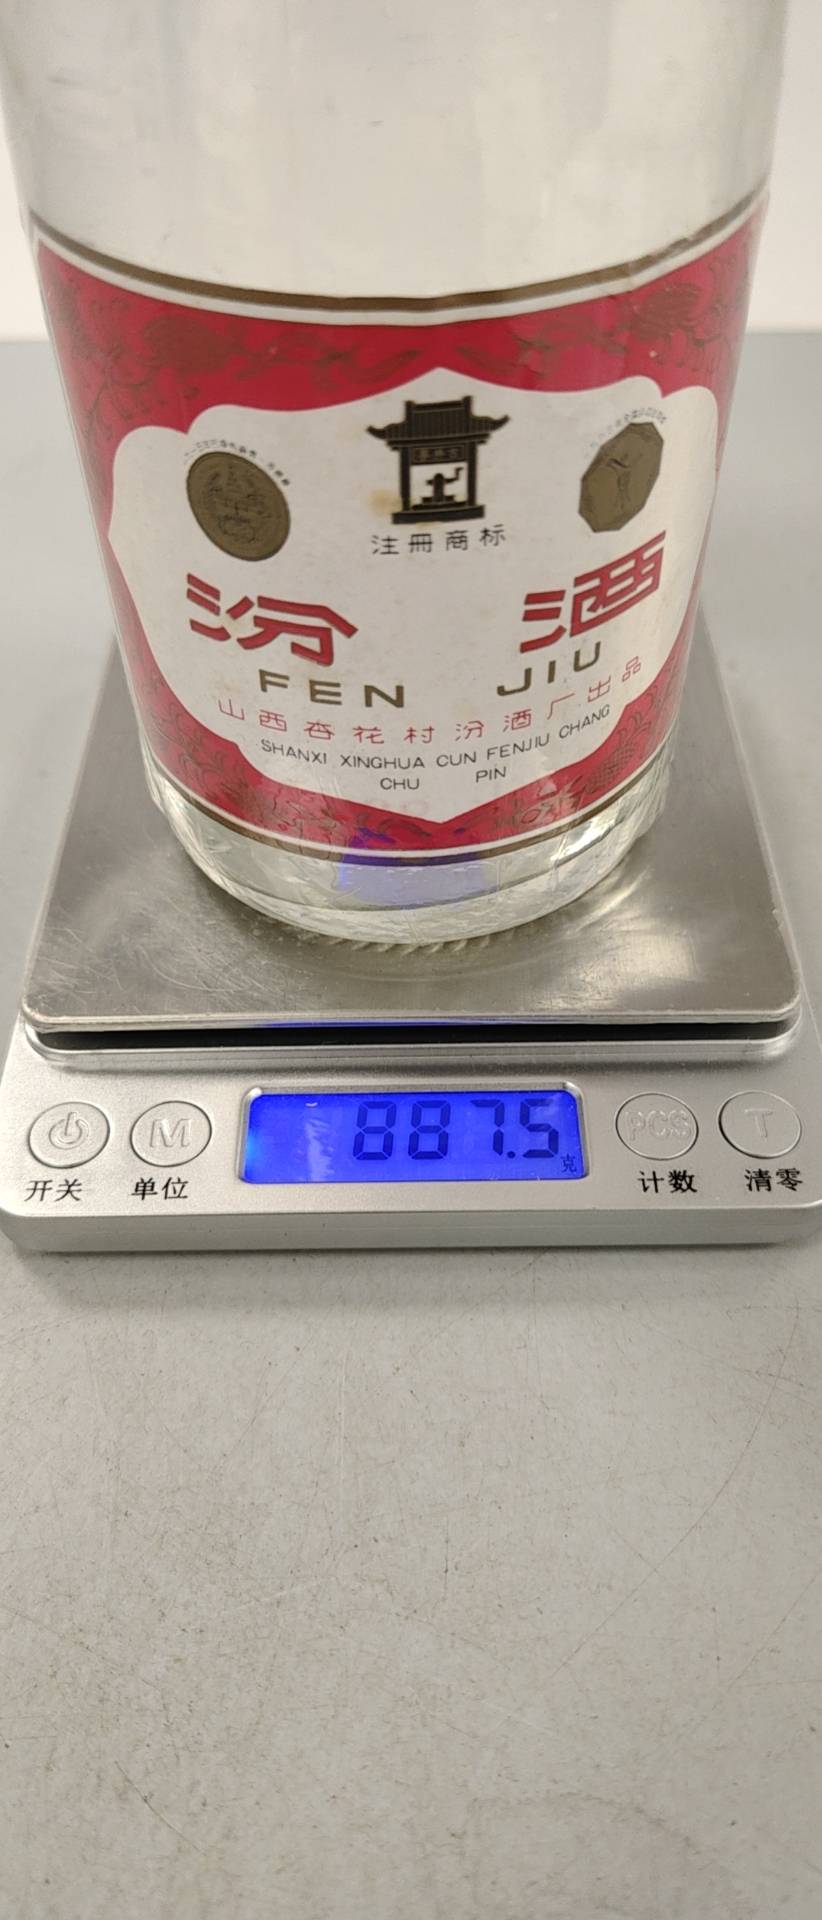 注冊商标
汾酒
FEN JIU
山西杏花村汾酒厂出品
SHANXI XINGHUA CUN FENJIU CHANG
CHU PIN
887.5
克
M
PCS
T
开关
单位
计数
清零